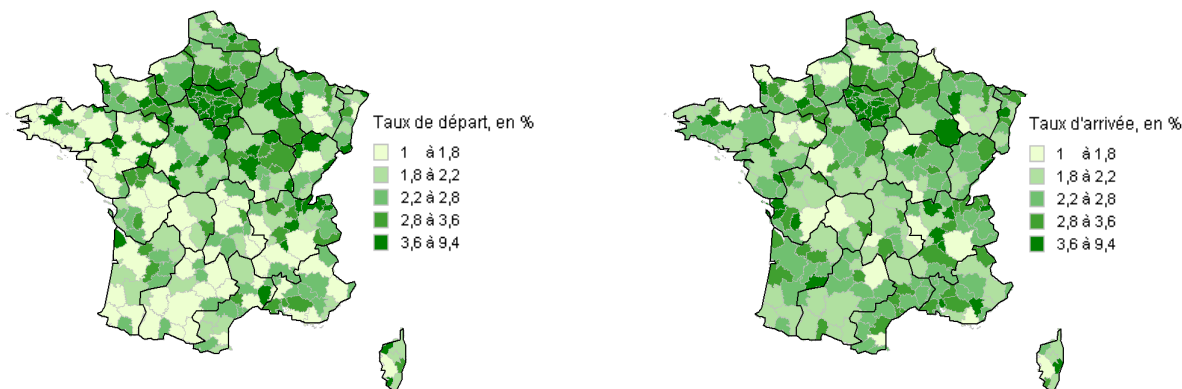 Taux de départ, en %
1 à 1,8
1,8 à 2,2
2,2 à 2,8
2,8 à 3,6
3,6 à 9,4
Taux d'arrivée, en %
1 à 1,8
1,8 à 2,2
2,2 à 2,8
2,8 à 3,6
3,6 à 9,4